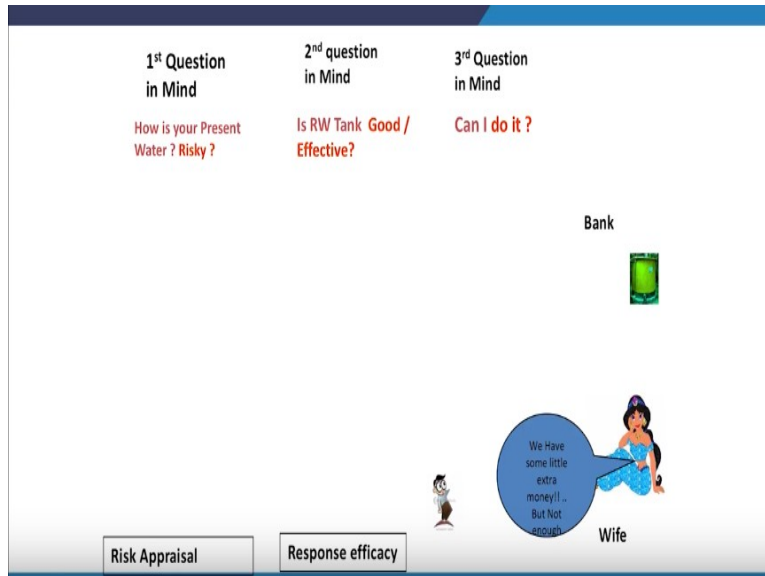 1st Question
in Mind
How is your Present
Water ? Risky ?
2nd question
in Mind
Is RW Tank Good /
Effective?
3rd Question
in Mind
Can I do it ?
Bank
We Have
some little
extra
money!! ..
But Not
enough
Wife
Risk Appraisal
Response efficacy